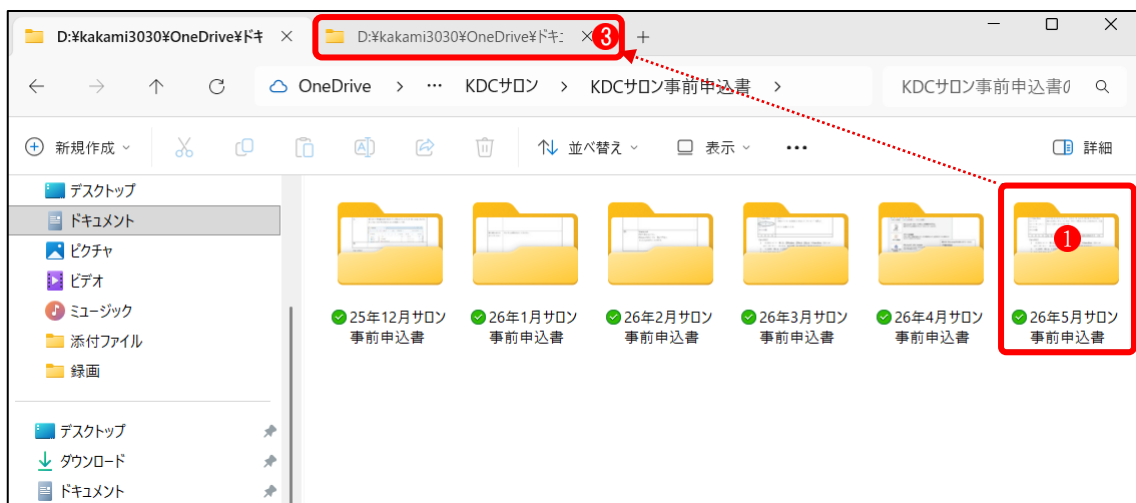 D:¥kakami3030¥OneDrive¥ドキ
D:¥kakami3030¥OneDrive¥ドキュ
❸
OneDrive > ... KDCサロン > KDCサロン事前申込書 >
KDCサロン事前申込書の
新規作成
並べ替え
表示
詳細
デスクトップ
ドキュメント
ピクチャ
ビデオ
ミュージック
添付ファイル
録画
デスクトップ
ダウンロード
ドキュメント
❶
25年12月サロン
事前申込書
26年1月サロン
事前申込書
26年2月サロン
事前申込書
26年3月サロン
事前申込書
26年4月サロン
事前申込書
26年5月サロン
事前申込書